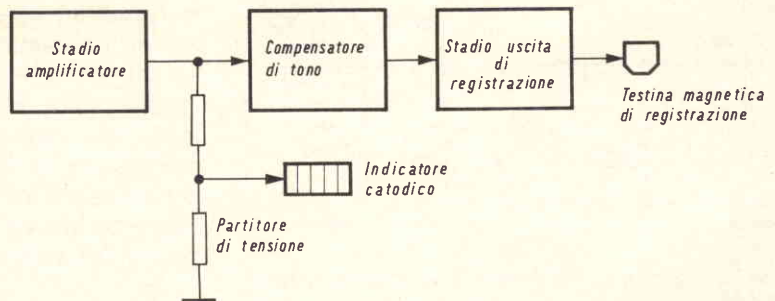 Stadio
amplificatore
Compensatore
di tono
Stadio uscita
di
registrazione
Testina magnetica
di registrazione
Indicatore
catodico
Partitore
di tensione